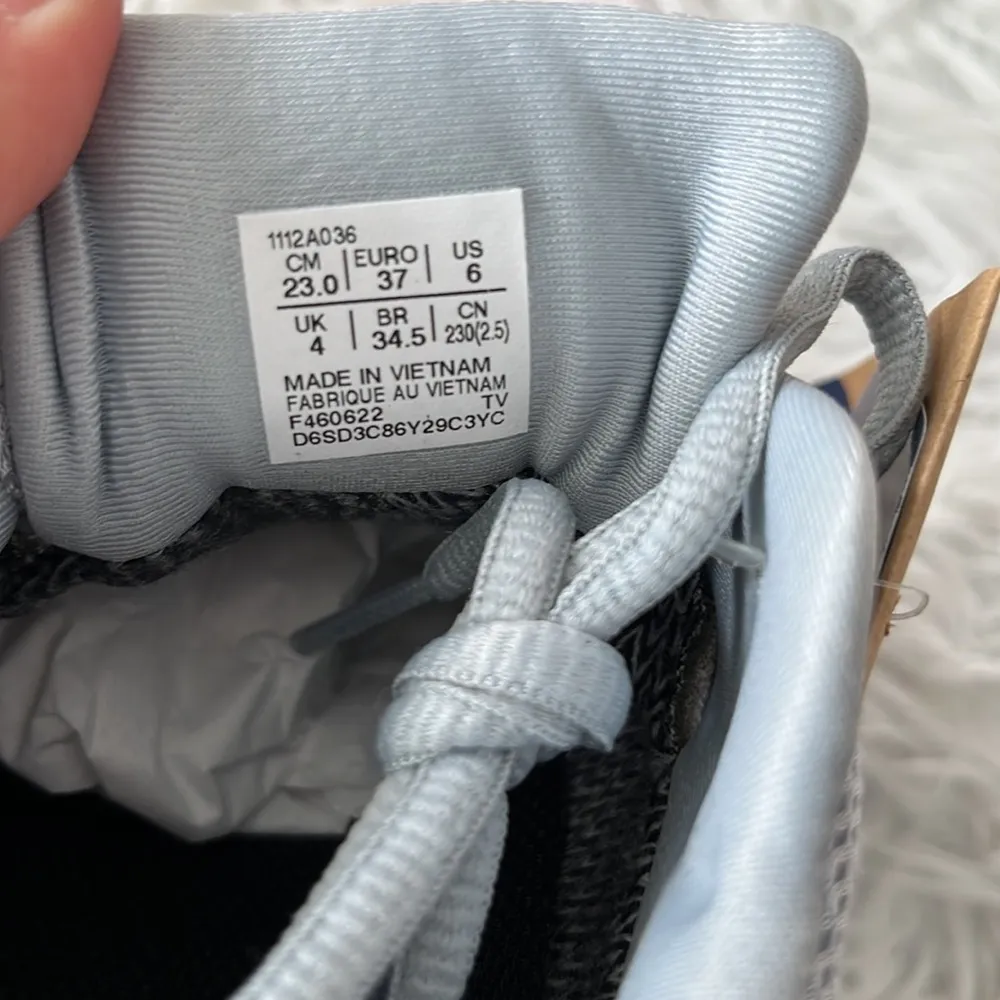 1112A036
CM | EURO | US
23.0 | 37 | 6
UK | BR | CN
4 | 34.5 | 230(2.5)
MADE IN VIETNAM
FABRIQUE AU VIETNAM
F460622 TV
D6SD3C86Y29C3YC